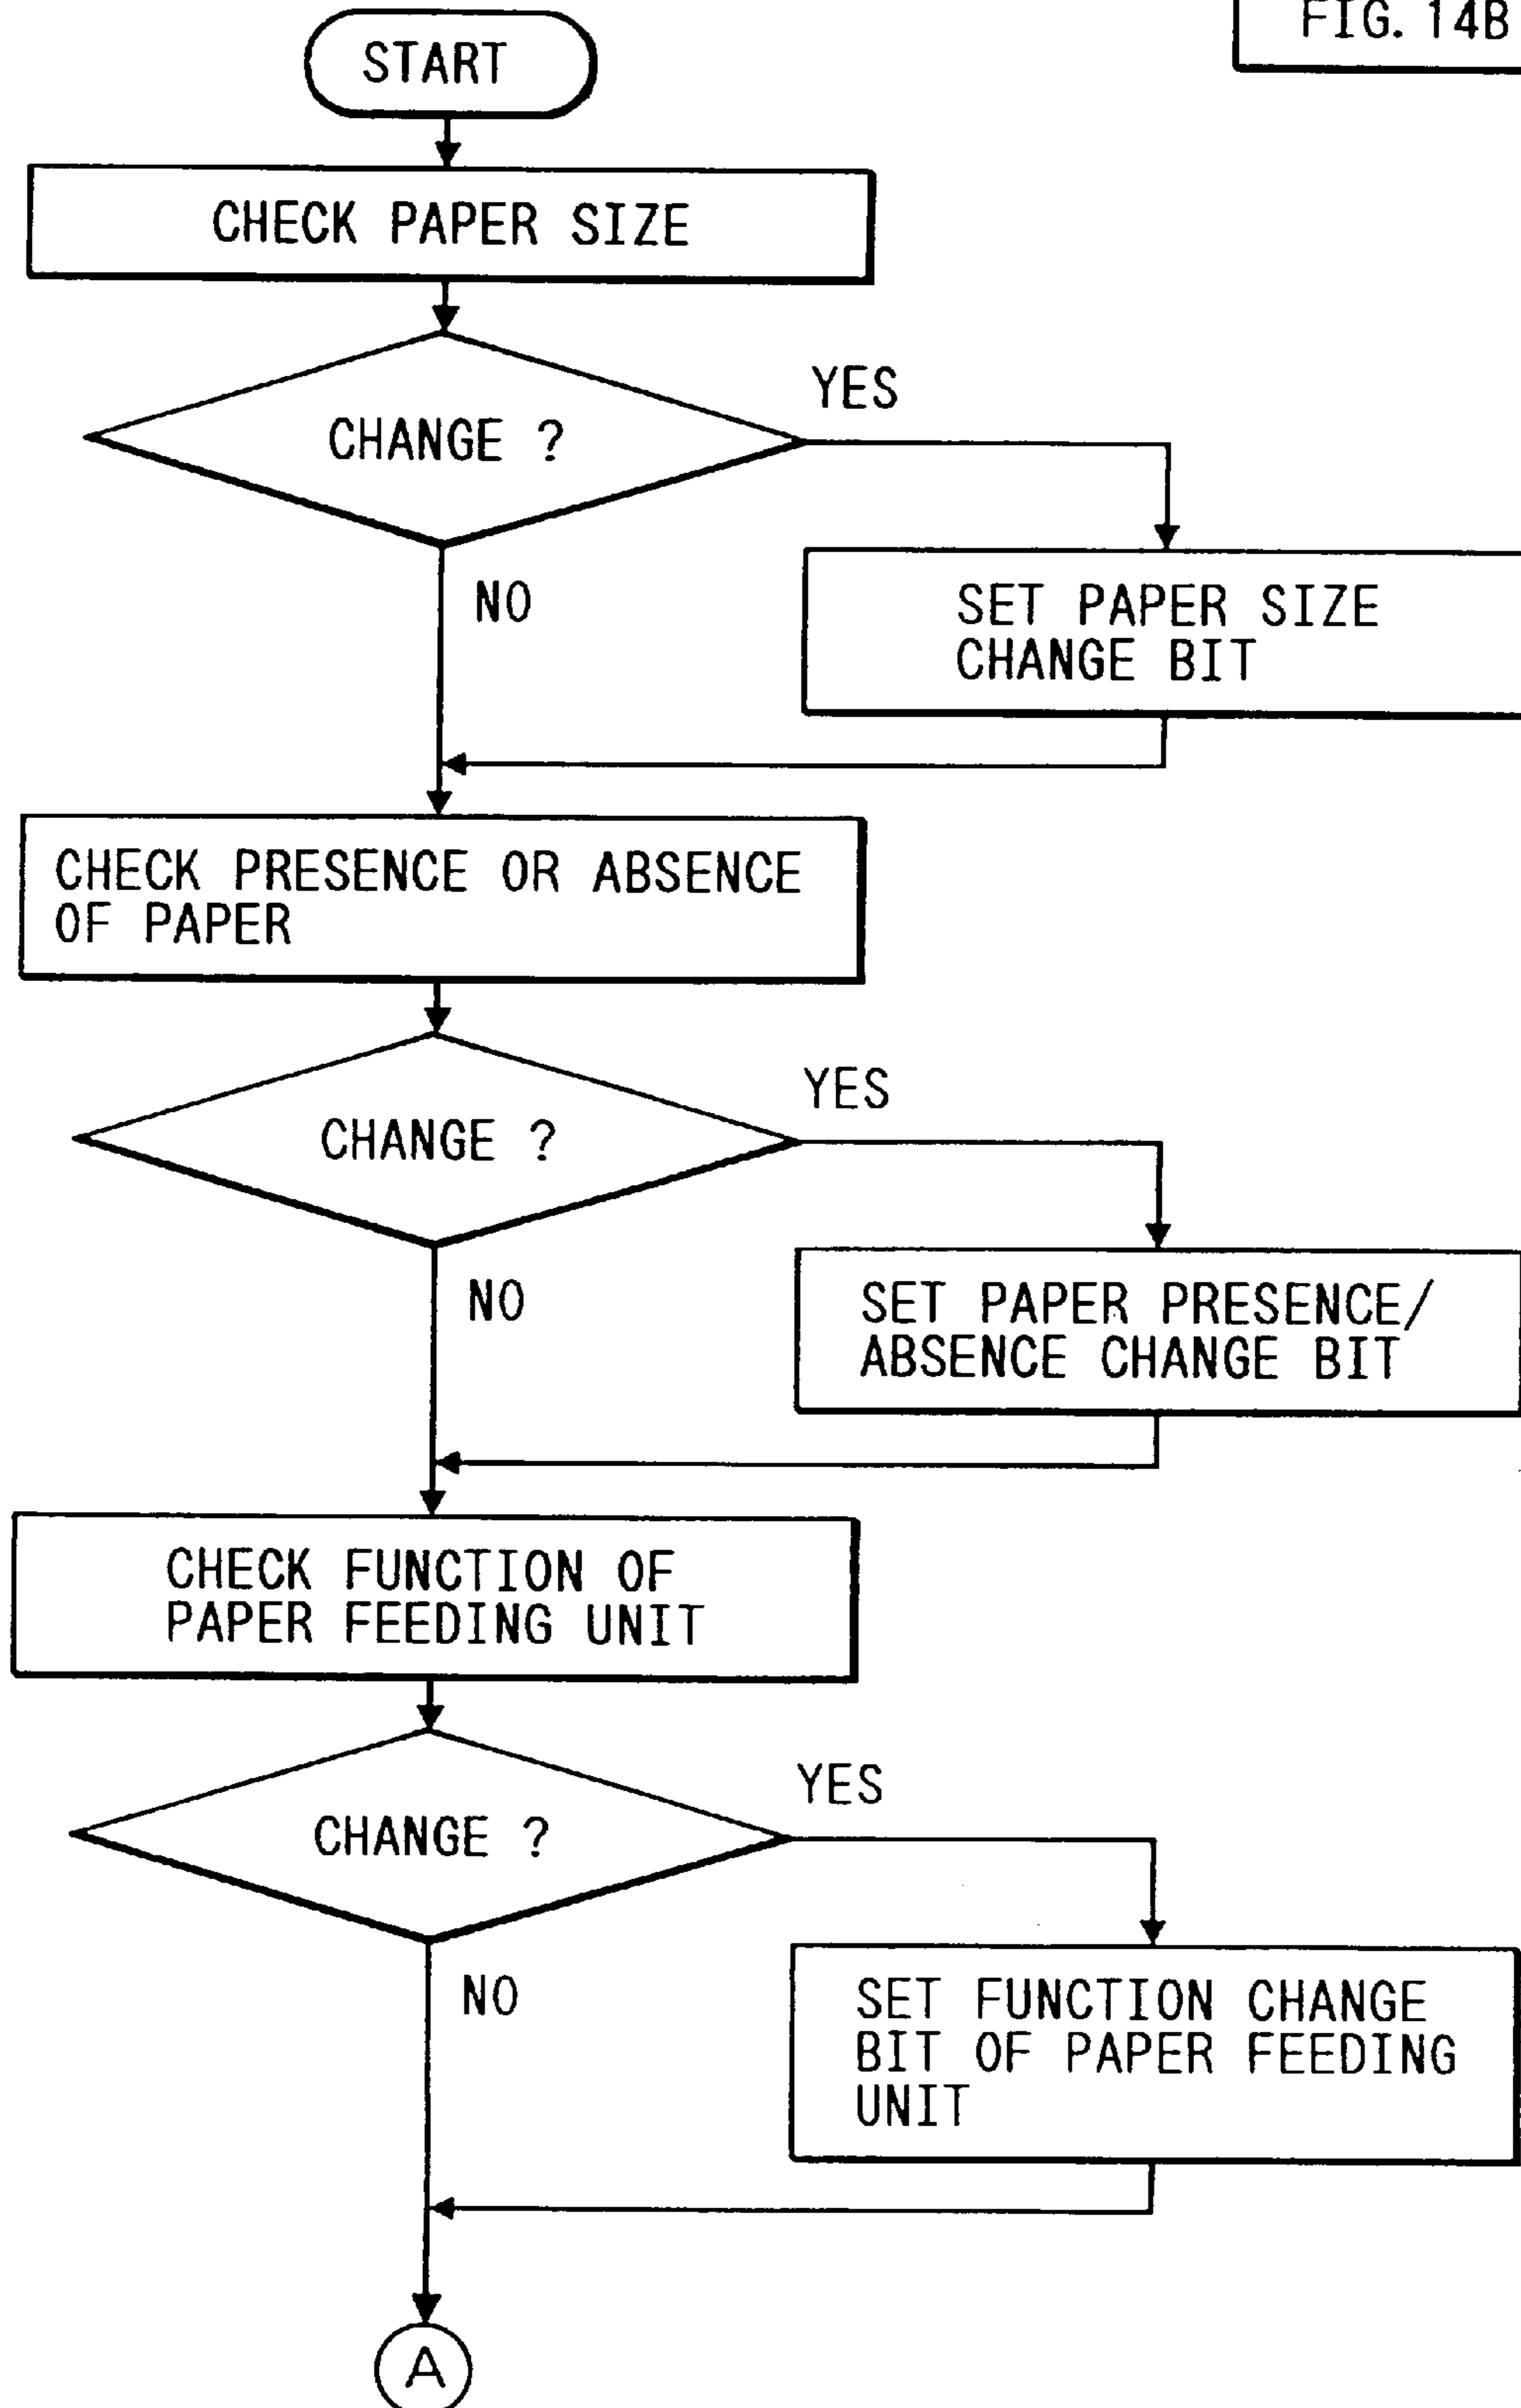 FIG. 14B
START
CHECK PAPER SIZE
CHANGE ?
YES
NO
SET PAPER SIZE
CHANGE BIT
CHECK PRESENCE OR ABSENCE
OF PAPER
CHANGE ?
YES
NO
SET PAPER PRESENCE/
ABSENCE CHANGE BIT
CHECK FUNCTION OF
PAPER FEEDING UNIT
CHANGE ?
YES
NO
SET FUNCTION CHANGE
BIT OF PAPER FEEDING
UNIT
A